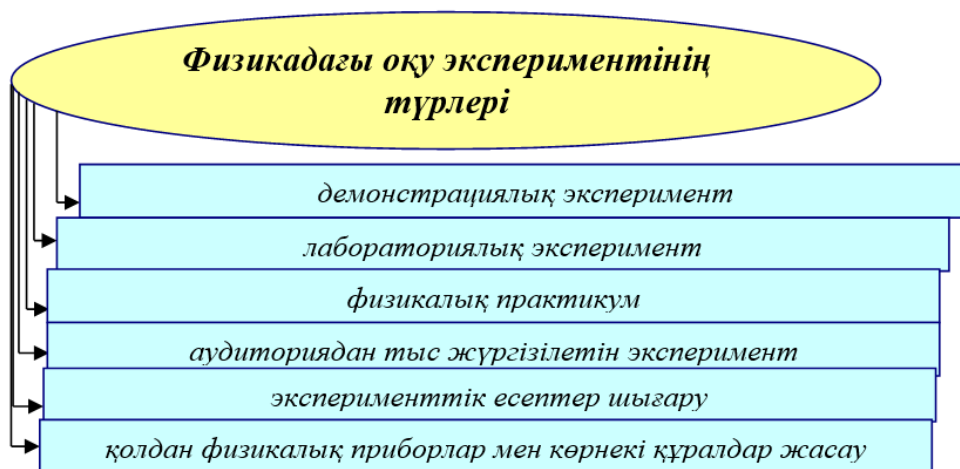 Физикадағы оқу экспериментінің
түрлері
демонстрациялық эксперимент
лабораториялық эксперимент
физикалық практикум
аудиториядан тыс жүргізілетін эксперимент
эксперименттік есептер шығару
қолдан физикалық приборлар мен көрнекі құралдар жасау